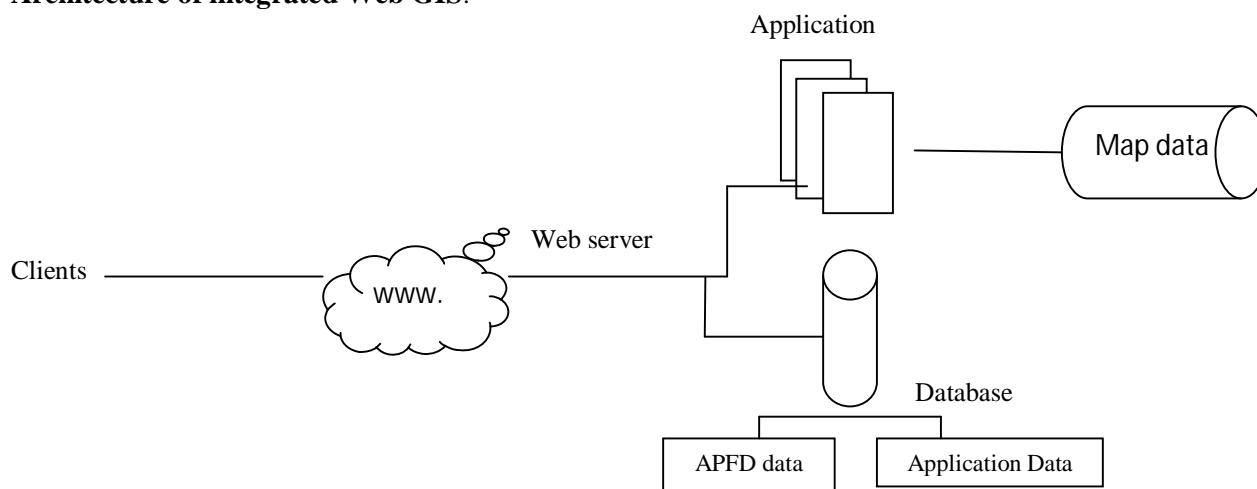 Architecture of integrated Web GIS:
Application
Map data
Web server
Clients
www.
Database
APFD data
Application Data